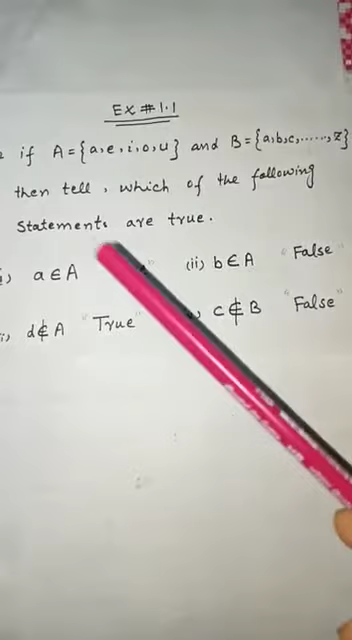 Ex # 1.1
if A = {a,e,i,o,u} and B = {a,b,c,......,z}
then tell, which of the following
Statements are true.
a ∈ A (ii) b ∈ A "False"
d ∉ A "True" c ∉ B "False"